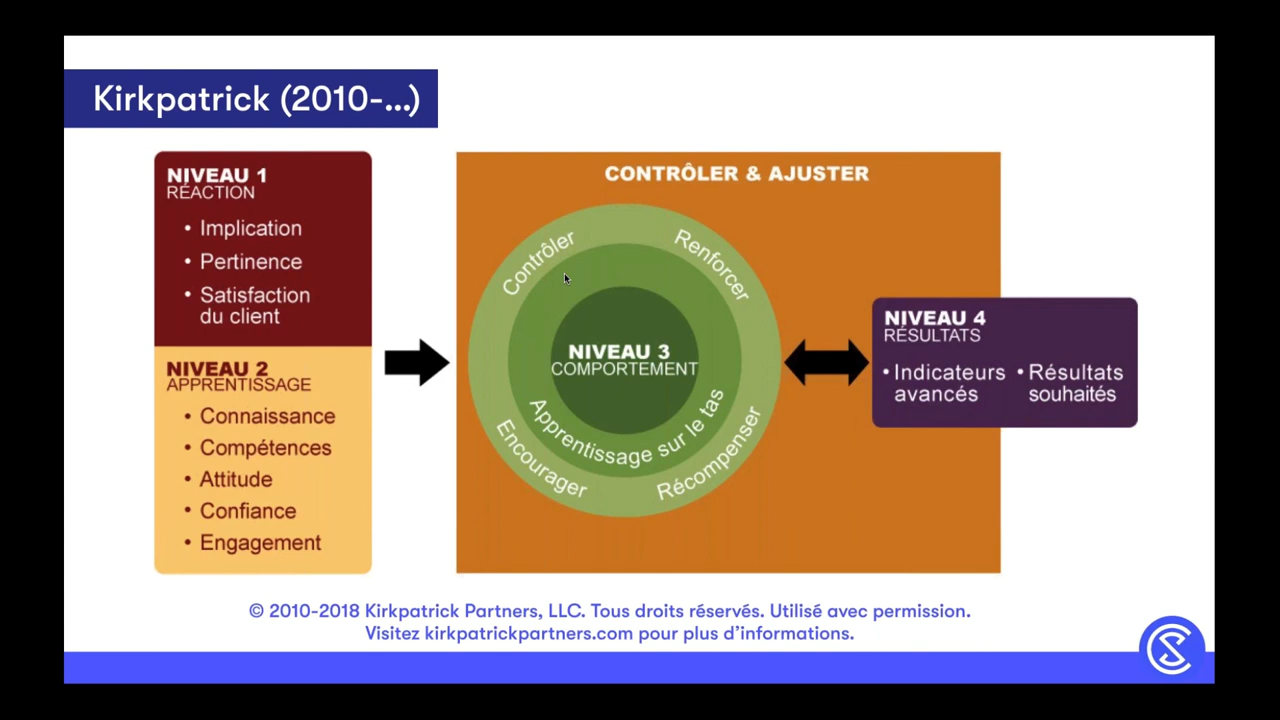 Kirkpatrick (2010-...)
NIVEAU 1
RÉACTION
• Implication
• Pertinence
• Satisfaction
du client
NIVEAU 2
APPRENTISSAGE
• Connaissance
• Compétences
• Attitude
• Confiance
• Engagement
CONTRÔLER & AJUSTER
Contrôler
Renforcer
NIVEAU 3
COMPORTEMENT
Apprentissage sur le tas
Encourager
Récompenser
NIVEAU 4
RÉSULTATS
• Indicateurs
avancés
• Résultats
souhaités
© 2010-2018 Kirkpatrick Partners, LLC. Tous droits réservés. Utilisé avec permission.
Visitez kirkpatrickpartners.com pour plus d’informations.